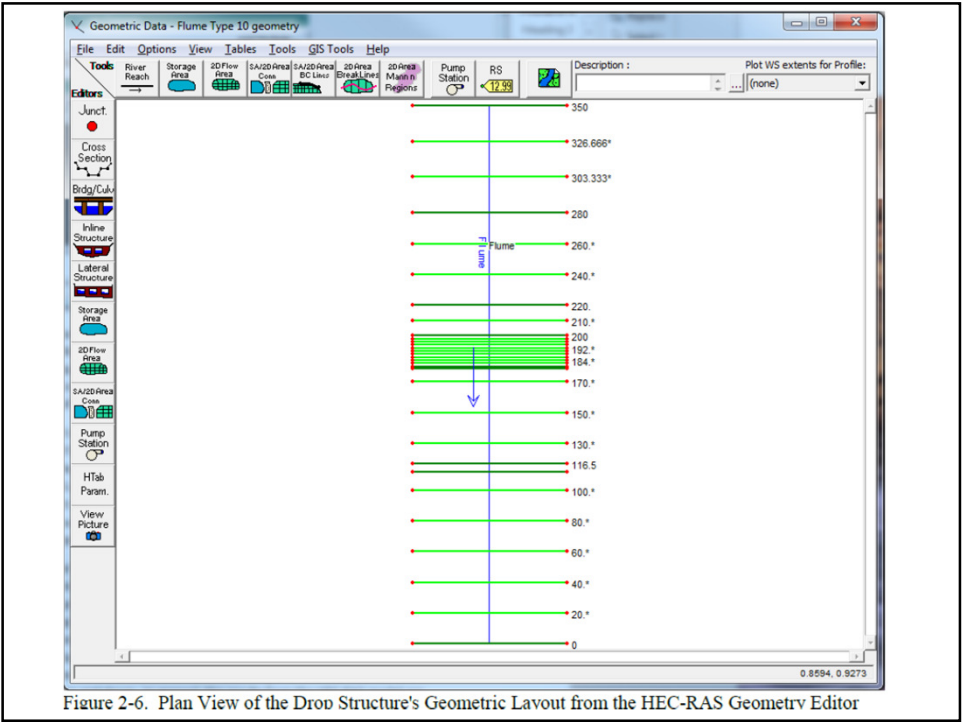 Geometric Data - Flume Type 10 geometry
File Edit Options View Tables Tools GIS Tools Help
Tools
Editors
River
Reach
Storage
Area
2D Flow
Area
SA/2D Area
Conn
SA/2D Area
BC Lines
2D Area
BreakLines
2D Area
Mann n
Regions
Pump
Station
RS
12.99
Description :
...
Plot WS extents for Profile:
(none)
Junct.
Cross
Section
Brdg/Culv
Inline
Structure
Lateral
Structure
Storage
Area
2D Flow
Area
SA/2D Area
Conn
Pump
Station
HTab
Param.
View
Picture
350
326.666*
303.333*
280
Flume
Flume
260.*
240.*
220.
210.*
200
192.*
184.*
170.*
150.*
130.*
116.5
100.*
80.*
60.*
40.*
20.*
0
0.8594, 0.9273
Figure 2-6. Plan View of the Drop Structure's Geometric Layout from the HEC-RAS Geometry Editor